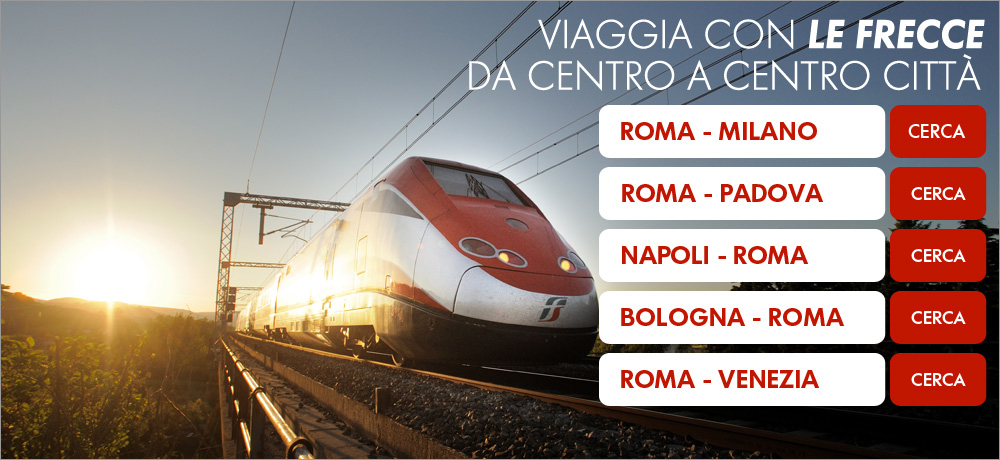 VIAGGIA CON LE FRECCE
DA CENTRO A CENTRO CITTÀ
ROMA - MILANO CERCA
ROMA - PADOVA CERCA
NAPOLI - ROMA CERCA
BOLOGNA - ROMA CERCA
ROMA - VENEZIA CERCA